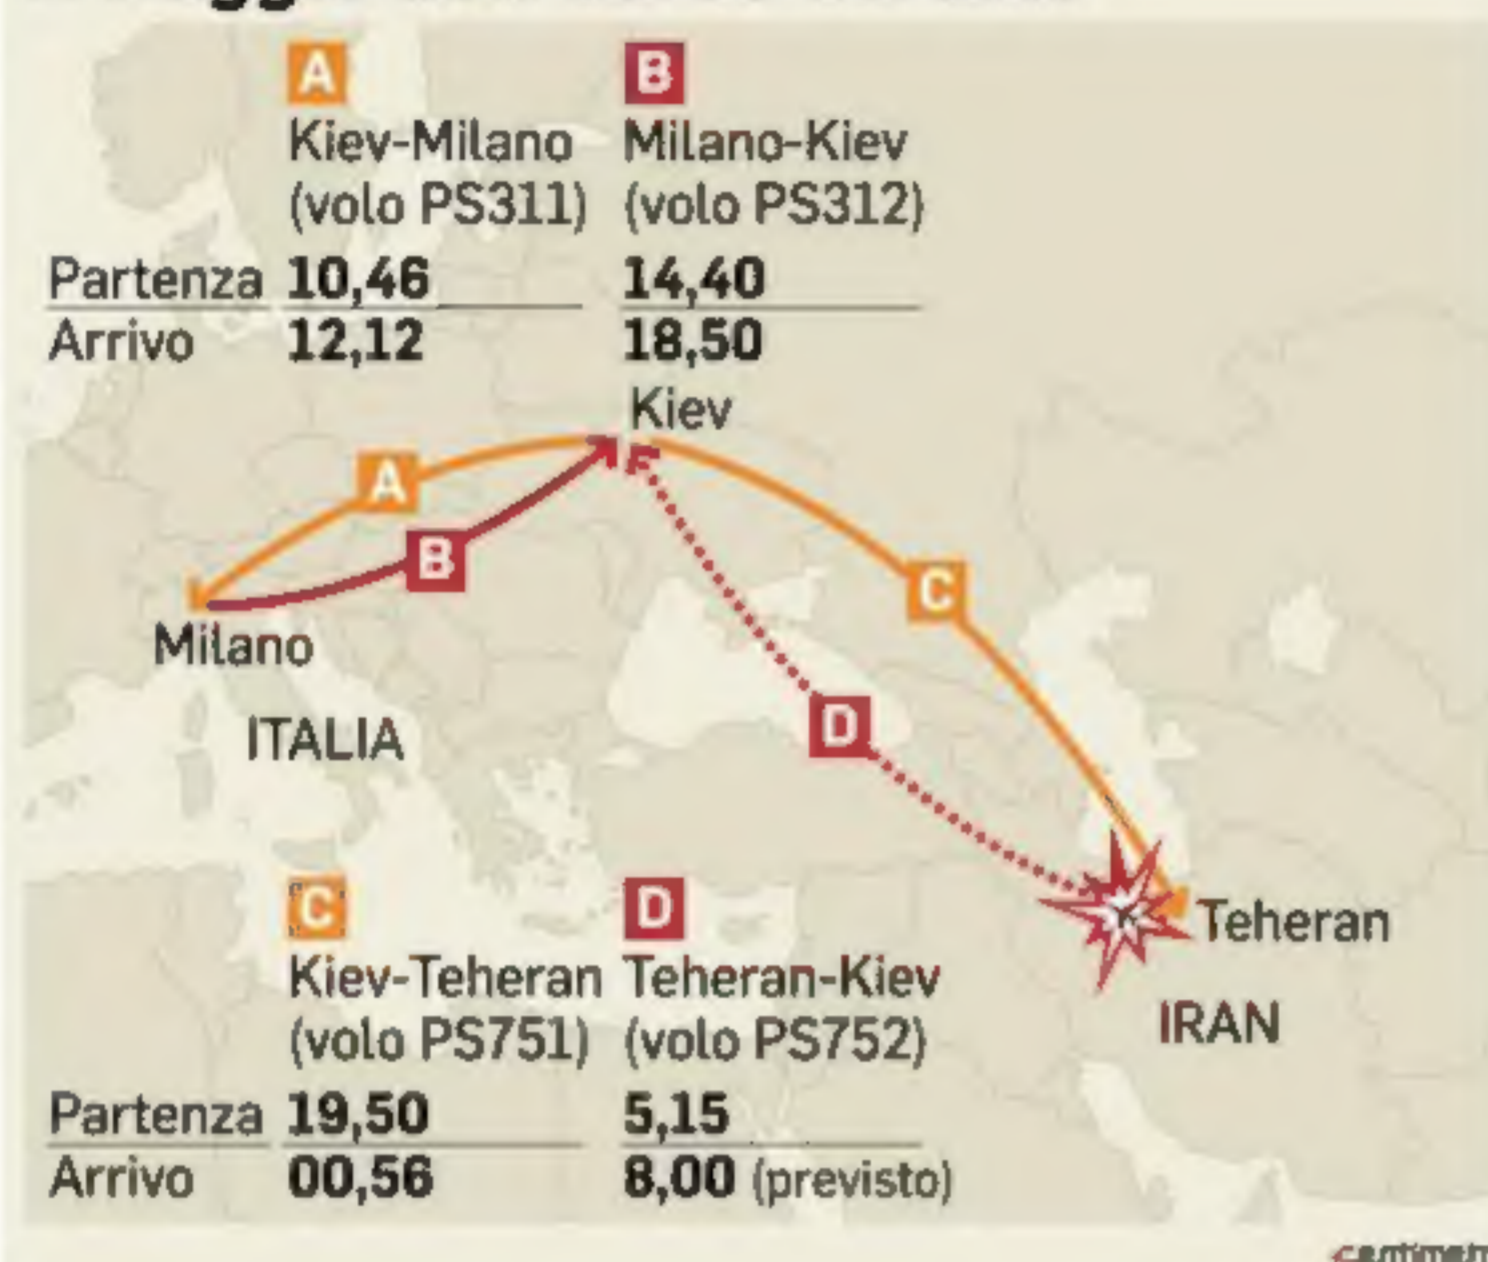 A B
Kiev-Milano Milano-Kiev
(volo PS311) (volo PS312)
Partenza 10,46 14,40
Arrivo 12,12 18,50
Kiev
A
B
C
Milano
D
ITALIA
C D
Teheran
Kiev-Teheran Teheran-Kiev
IRAN
(volo PS751) (volo PS752)
Partenza 19,50 5,15
Arrivo 00,56 8,00 (previsto)